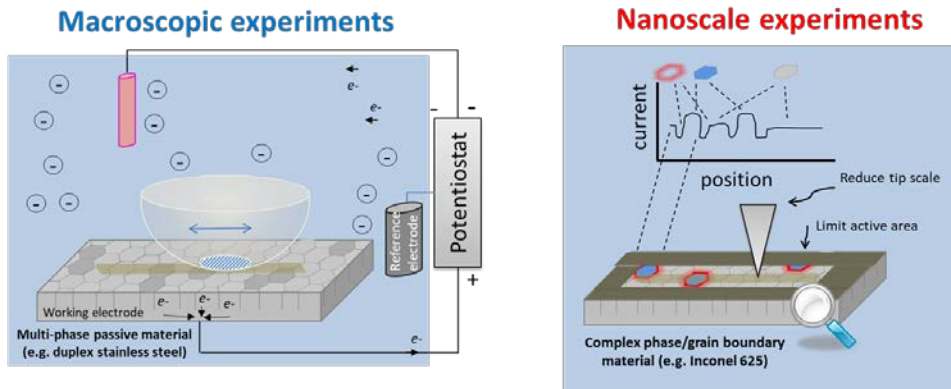 Macroscopic experiments
-
-
-
-
-
-
-
-
-
-
-
-
e-
e-
-
-
Potentiostat
+
Reference
electrode
Working electrode
e-
e-
e-
e-
Multi-phase passive material
(e.g. duplex stainless steel)
Nanoscale experiments
current
position
Reduce tip scale
Limit active area
Complex phase/grain boundary
material (e.g. Inconel 625)